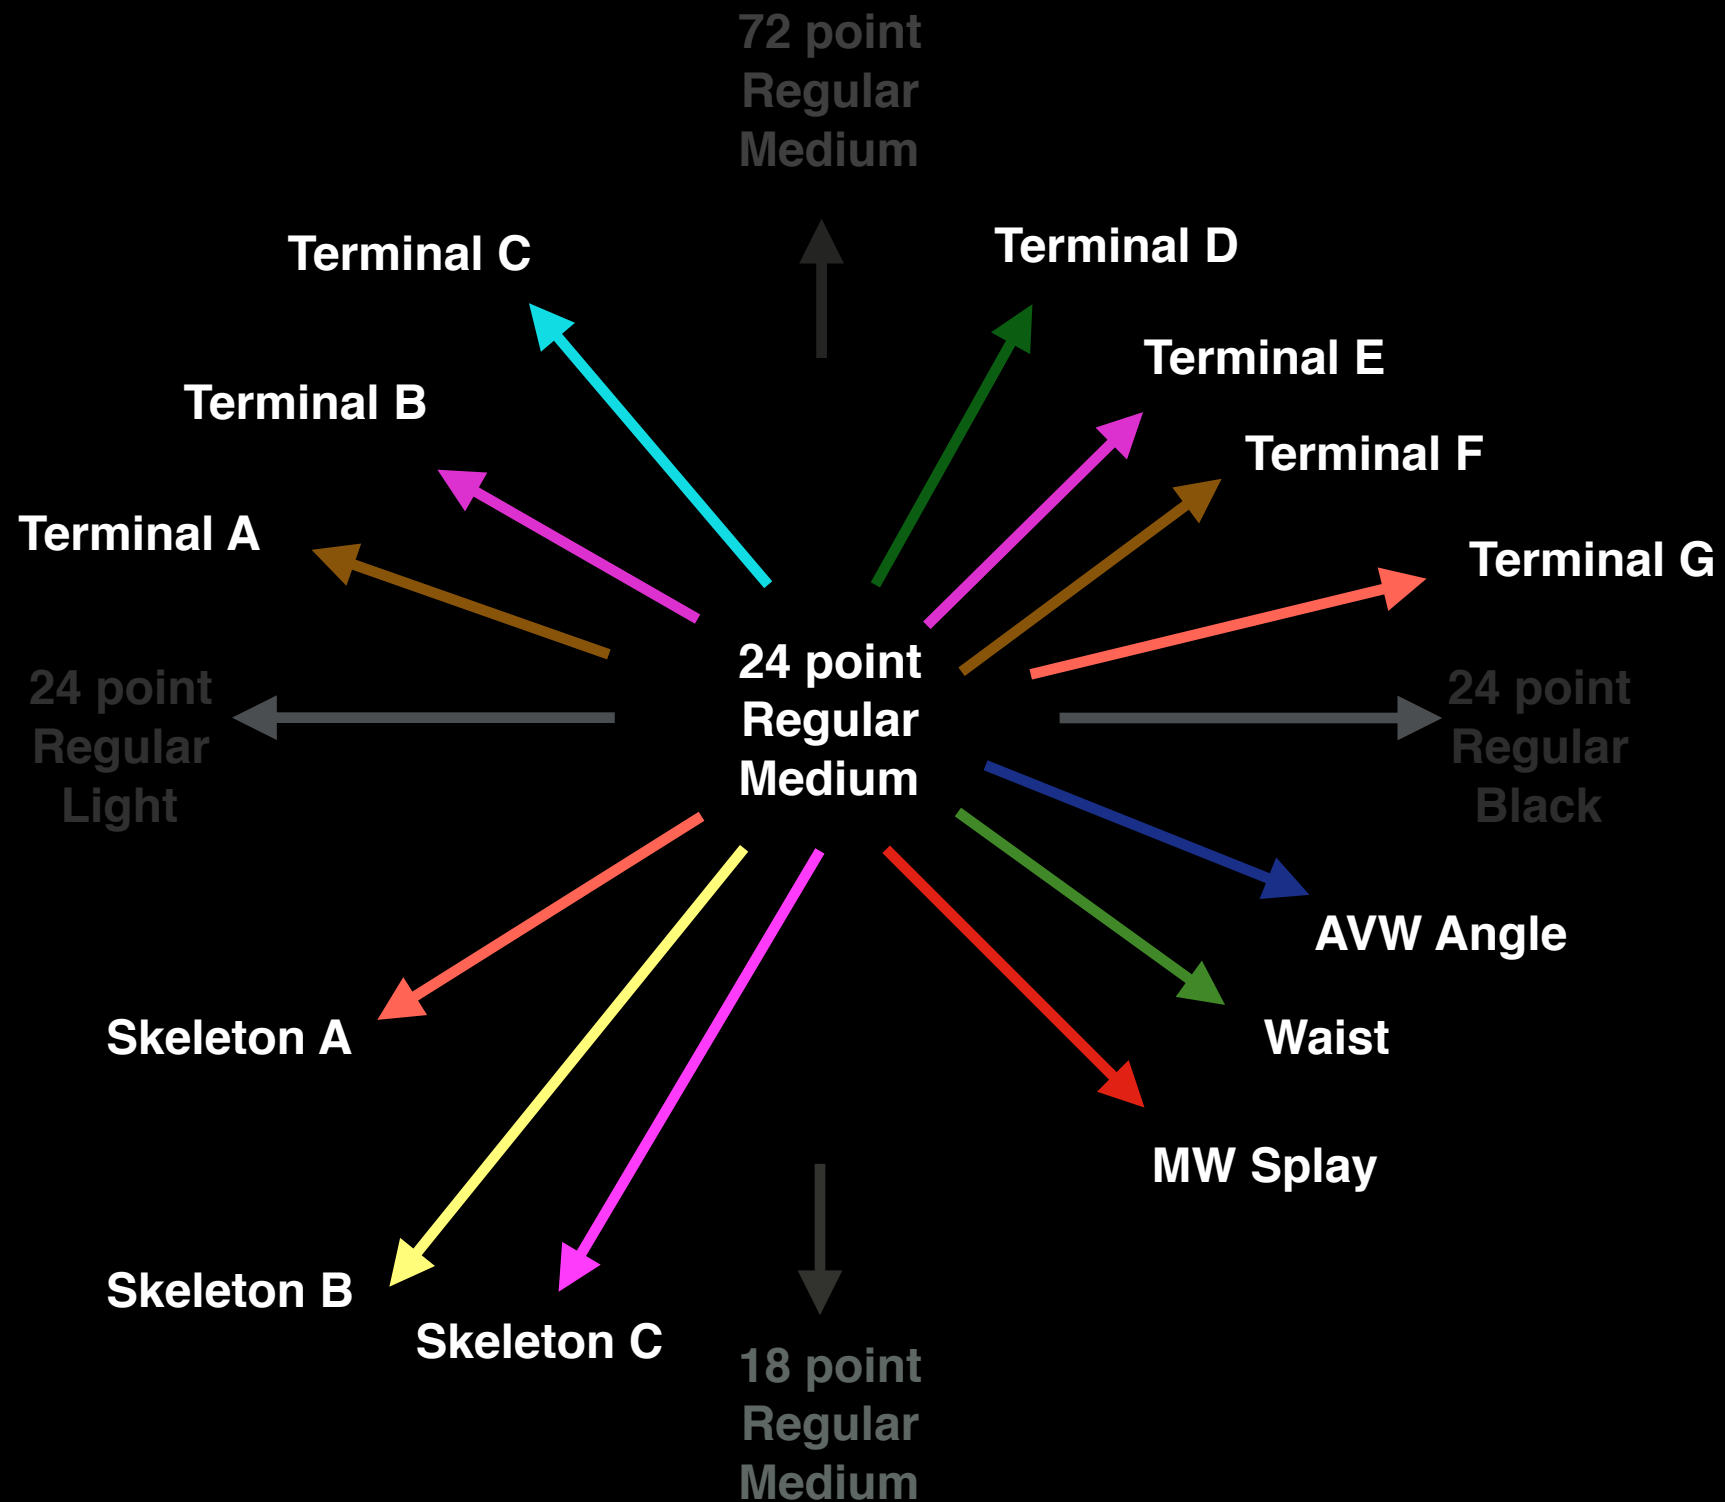 72 point
Regular
Medium
Terminal C
Terminal D
Terminal B
Terminal E
Terminal A
Terminal F
Terminal G
24 point
Regular
Light
24 point
Regular
Medium
24 point
Regular
Black
AVW Angle
Skeleton A
Waist
MW Splay
Skeleton B
Skeleton C
18 point
Regular
Medium